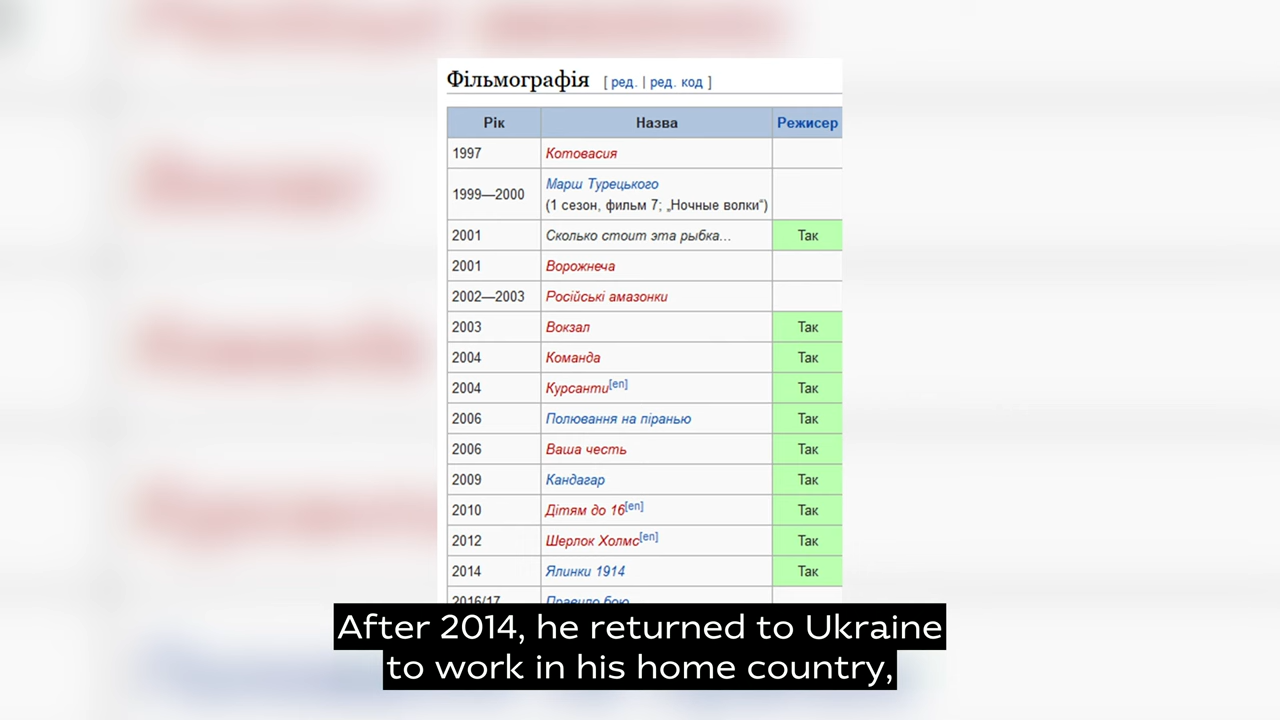 Фільмографія [ ред. | ред. код ]
Рік Назва Режисер
1997 Котовасия
1999—2000 Марш Турецького
(1 сезон, фильм 7; „Ночные волки“)
2001 Сколько стоит эта рыбка... Так
2001 Ворожнеча
2002—2003 Російські амазонки
2003 Вокзал Так
2004 Команда Так
2004 Курсанти[en] Так
2006 Полювання на піранью Так
2006 Ваша честь Так
2009 Кандагар Так
2010 Дітям до 16[en] Так
2012 Шерлок Холмс[en] Так
2014 Ялинки 1914 Так
2016/17 Правило бою
After 2014, he returned to Ukraine
to work in his home country,